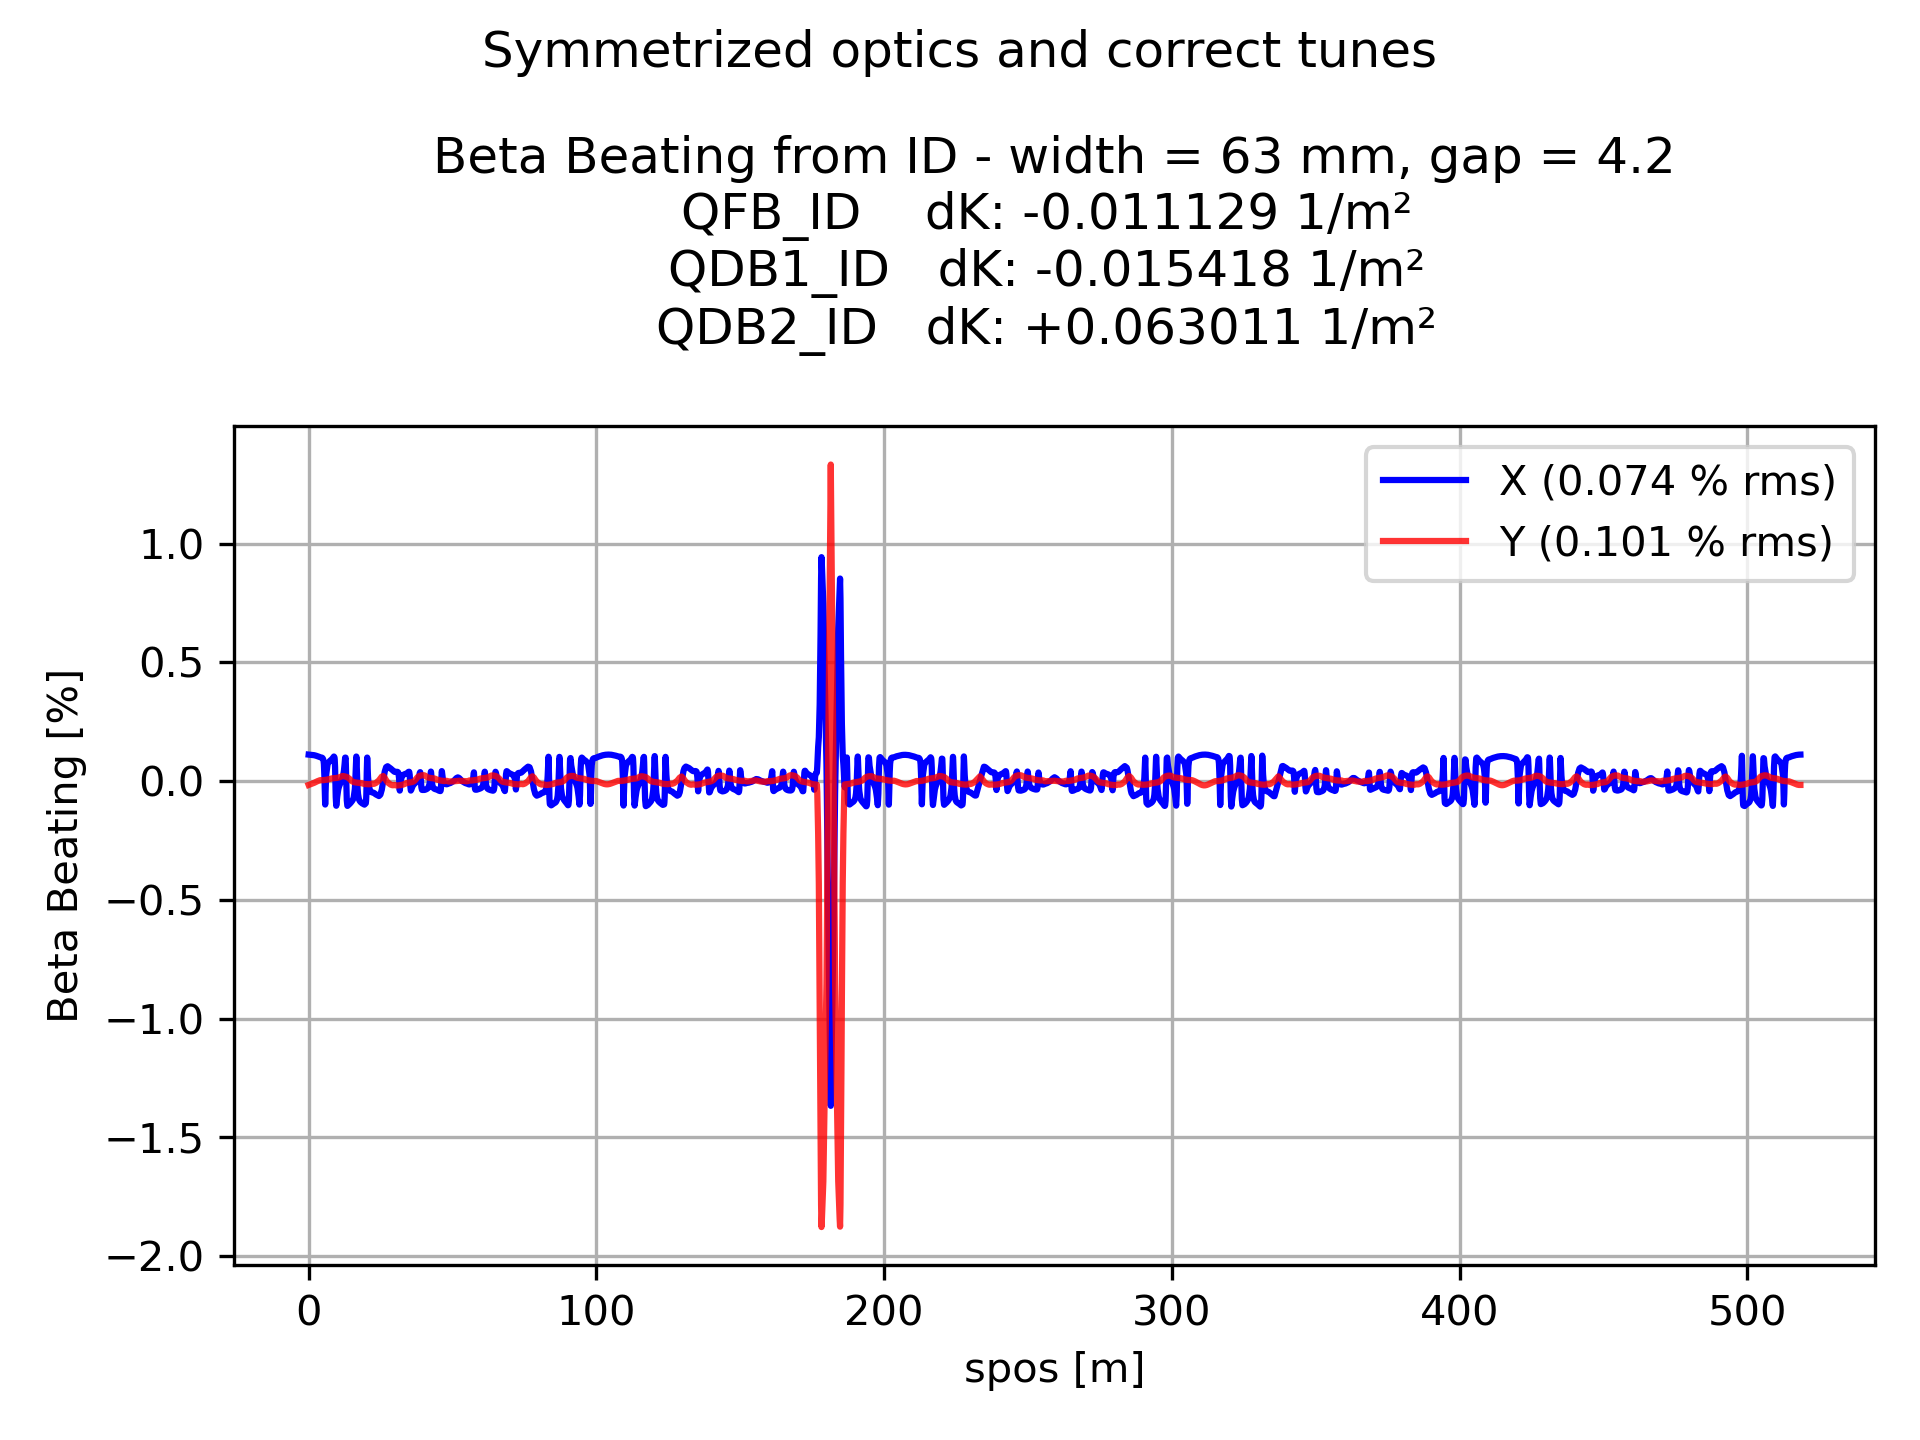 Symmetrized optics and correct tunes
Beta Beating from ID - width = 63 mm, gap = 4.2
QFB_ID    dK: -0.011129 1/m²
QDB1_ID   dK: -0.015418 1/m²
QDB2_ID   dK: +0.063011 1/m²
X (0.074 % rms)
Y (0.101 % rms)
Beta Beating [%]
1.0
0.5
0.0
−0.5
−1.0
−1.5
−2.0
0 100 200 300 400 500
spos [m]